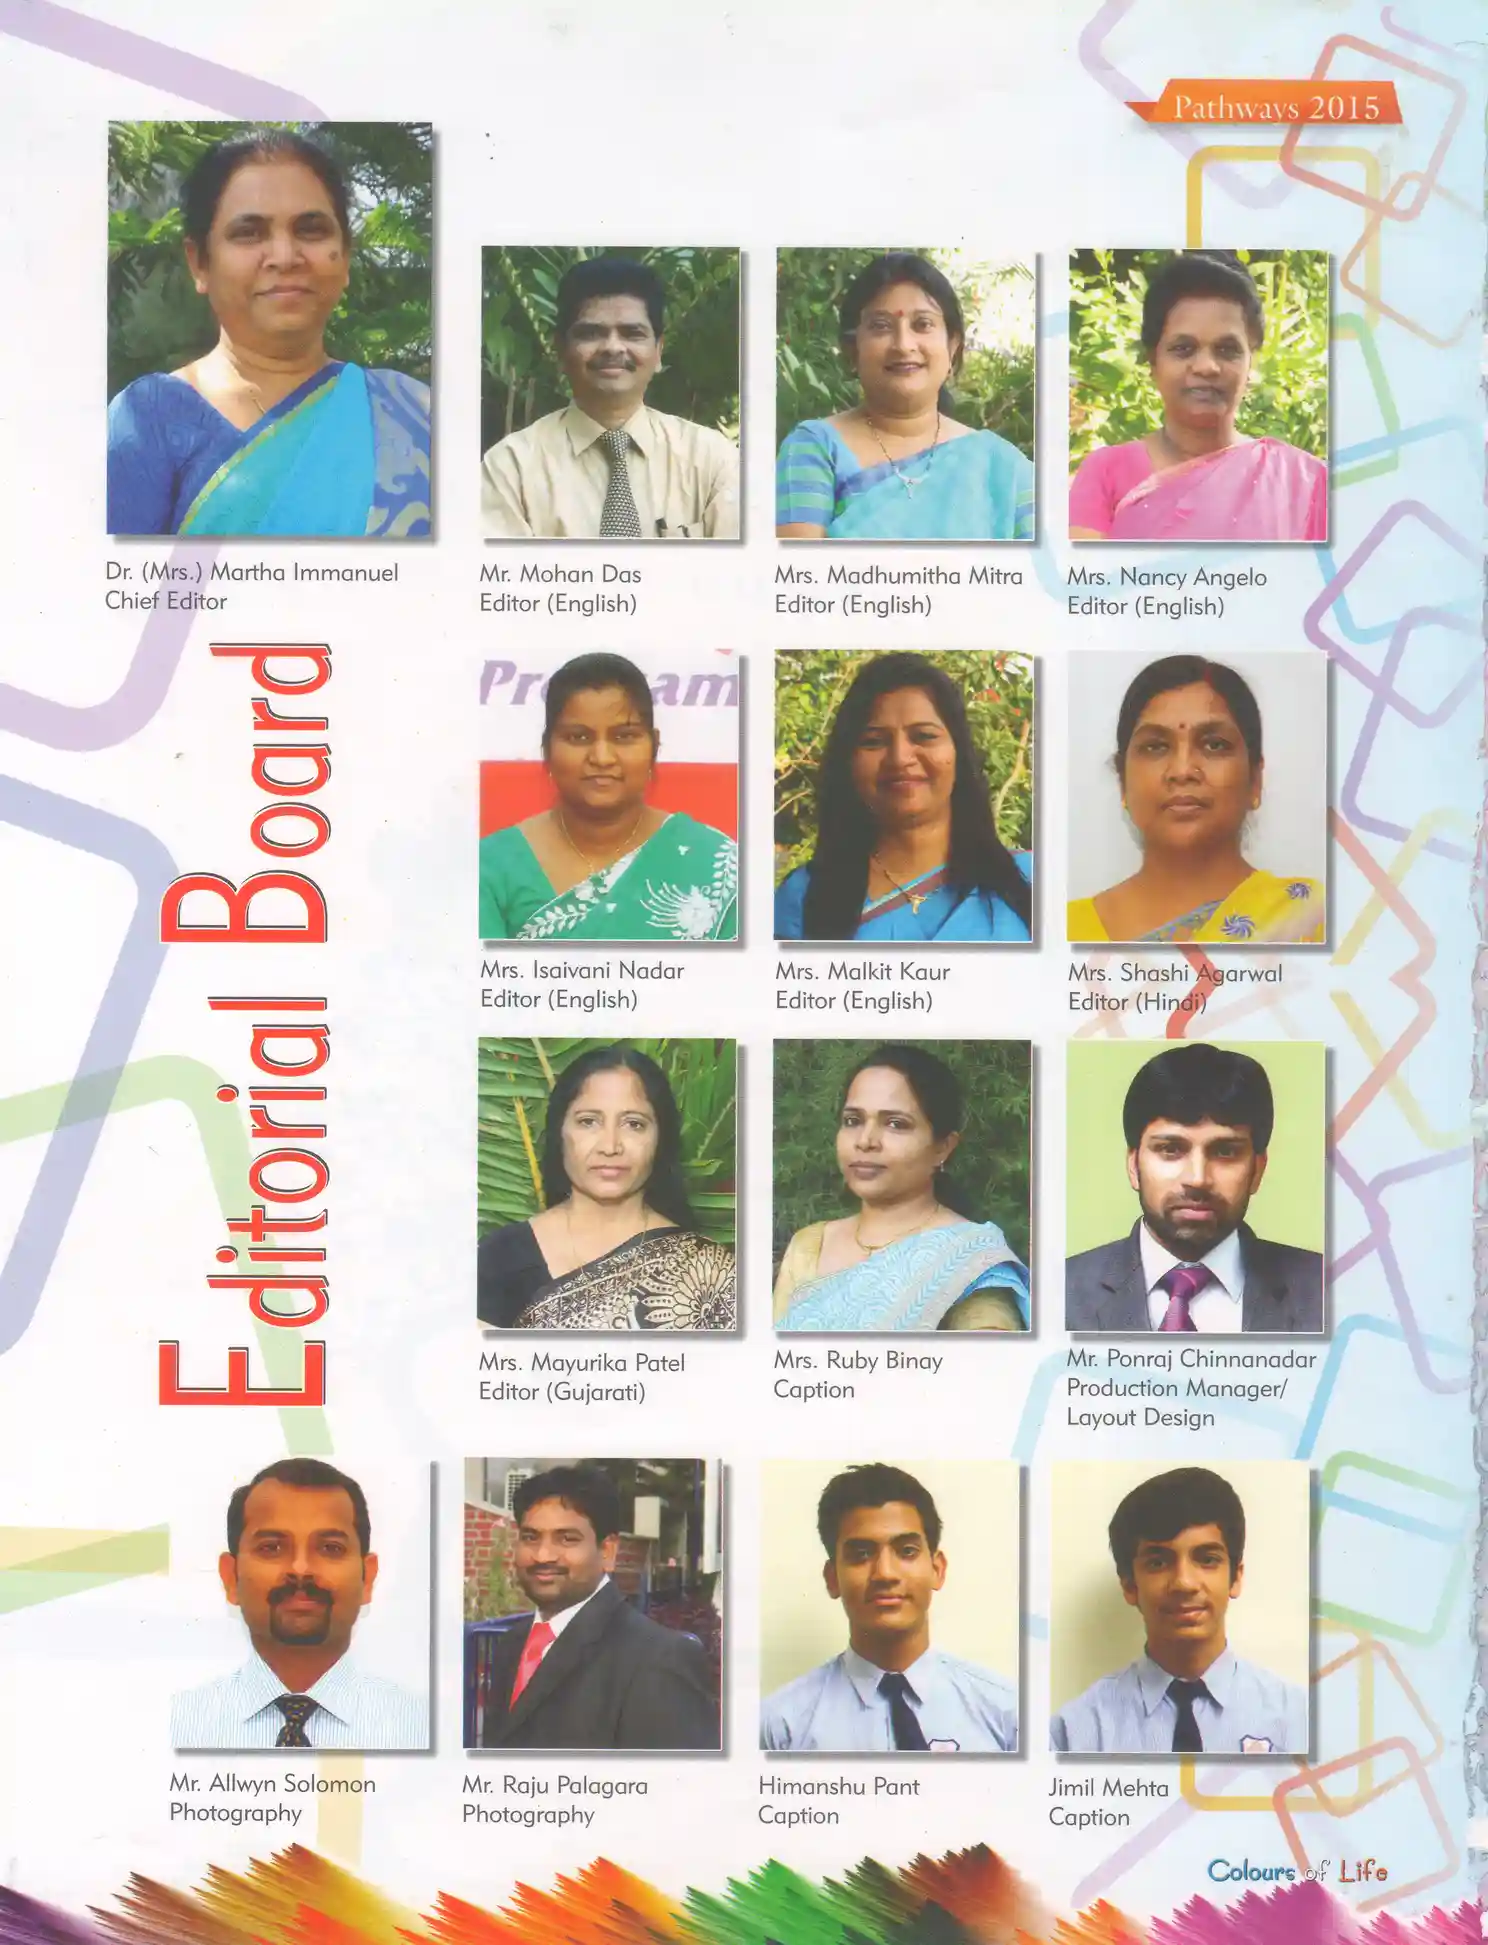 Pathways 2015
Dr. (Mrs.) Martha Immanuel
Chief Editor
Mr. Mohan Das
Editor (English)
Mrs. Madhumitha Mitra
Editor (English)
Mrs. Nancy Angelo
Editor (English)
Editorial Board
Mrs. Isaivani Nadar
Editor (English)
Mrs. Malkit Kaur
Editor (English)
Mrs. Shashi Agarwal
Editor (Hindi)
Mrs. Mayurika Patel
Editor (Gujarati)
Mrs. Ruby Binay
Caption
Mr. Ponraj Chinnanadar
Production Manager/
Layout Design
Mr. Allwyn Solomon
Photography
Mr. Raju Palagara
Photography
Himanshu Pant
Caption
Jimil Mehta
Caption
Colours of Life